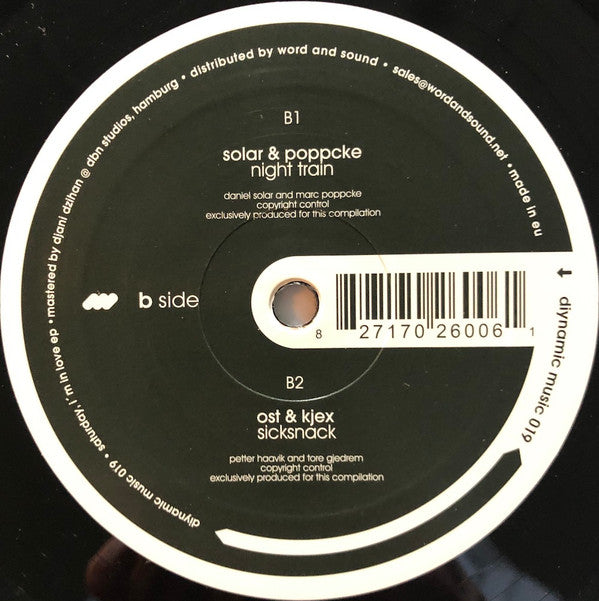 diynamic music 019 • saturday, i´m in love ep • mastered by djani dzihan @ dbn studios, hamburg • distributed by word and sound • sales@wordandsound.net • made in eu
B1
solar & poppcke
night train
daniel solar and marc poppcke
copyright control
exclusively produced for this compilation
b side
8 27170 26006 1
diynamic music 019
B2
ost & kjex
sicksnack
petter haavik and tore gjedrem
copyright control
exclusively produced for this compilation